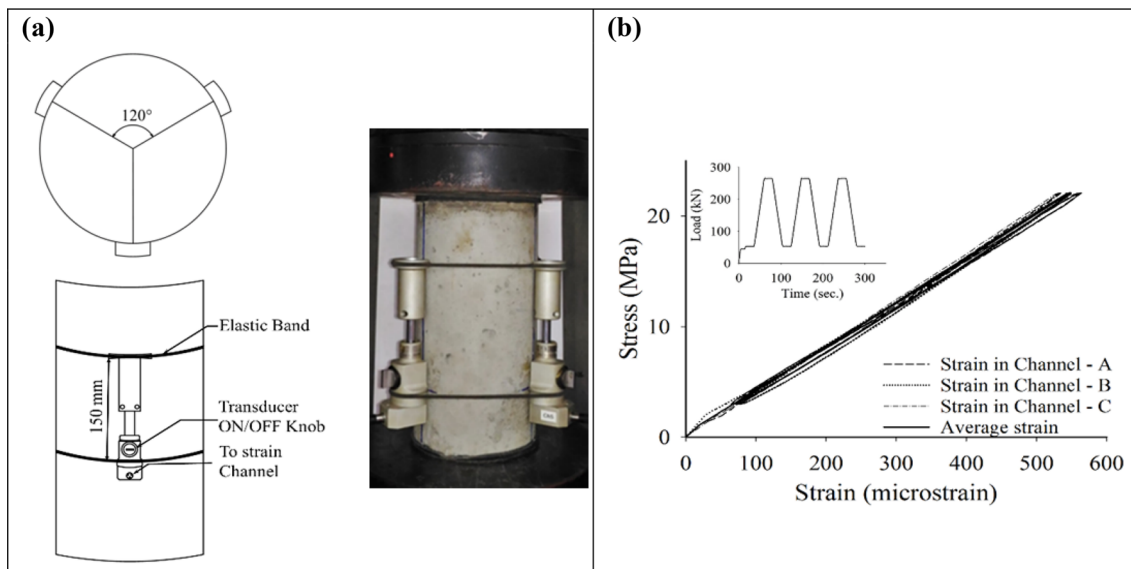 (a)
120°
Elastic Band
150 mm
Transducer
ON/OFF Knob
To strain
Channel
(b)
Load (kN)
300
200
100
0
0 100 200 300
Time (sec.)
Stress (MPa)
20
10
0
Strain in Channel - A
Strain in Channel - B
Strain in Channel - C
Average strain
0 100 200 300 400 500 600
Strain (microstrain)